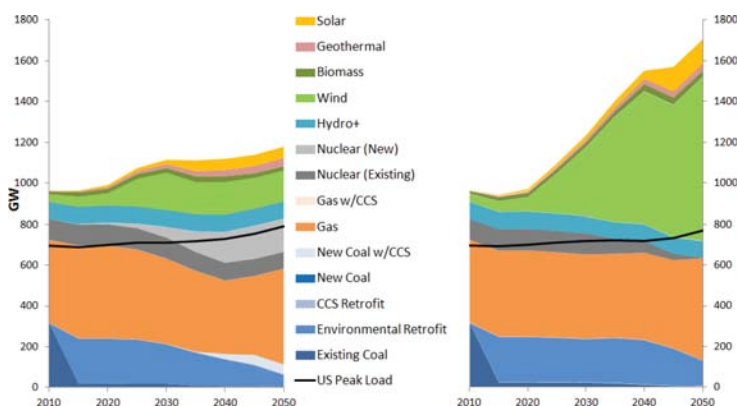 1800
1600
1400
1200
1000
800
600
400
200
0
GW
2010 2020 2030 2040 2050
Solar
Geothermal
Biomass
Wind
Hydro+
Nuclear (New)
Nuclear (Existing)
Gas w/CCS
Gas
New Coal w/CCS
New Coal
CCS Retrofit
Environmental Retrofit
Existing Coal
US Peak Load
1800
1600
1400
1200
1000
800
600
400
200
0
2010 2020 2030 2040 2050